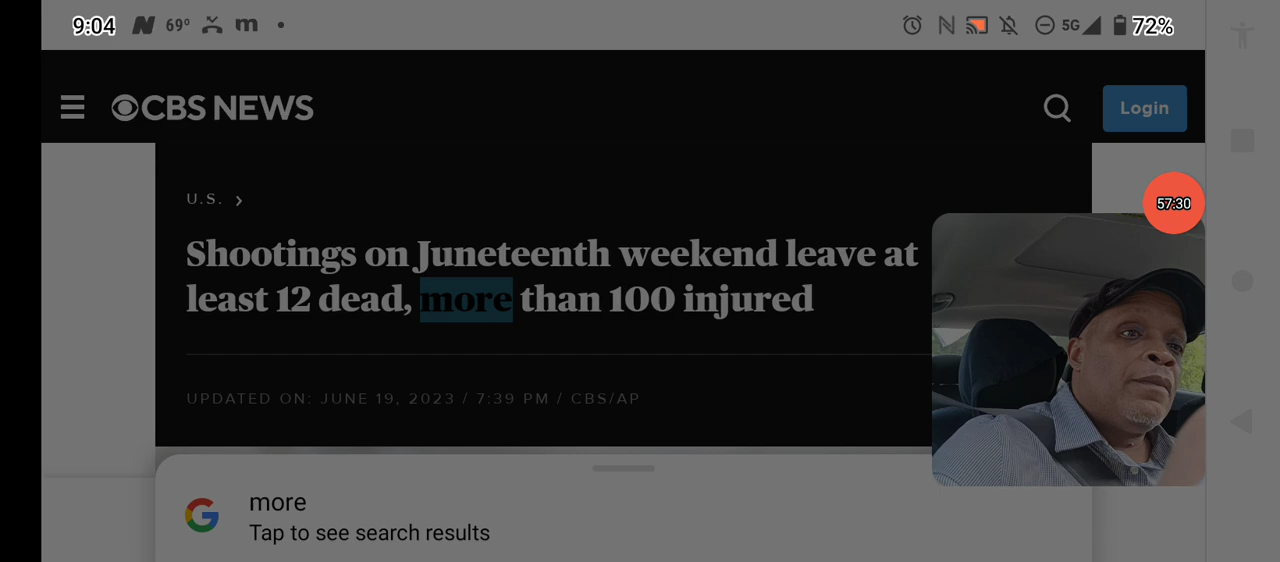 9:04 69° m 5G 72%
CBS NEWS
Login
U.S. >
57:30
Shootings on Juneteenth weekend leave at
least 12 dead, more than 100 injured
UPDATED ON: JUNE 19, 2023 / 7:39 PM / CBS/AP
more
Tap to see search results